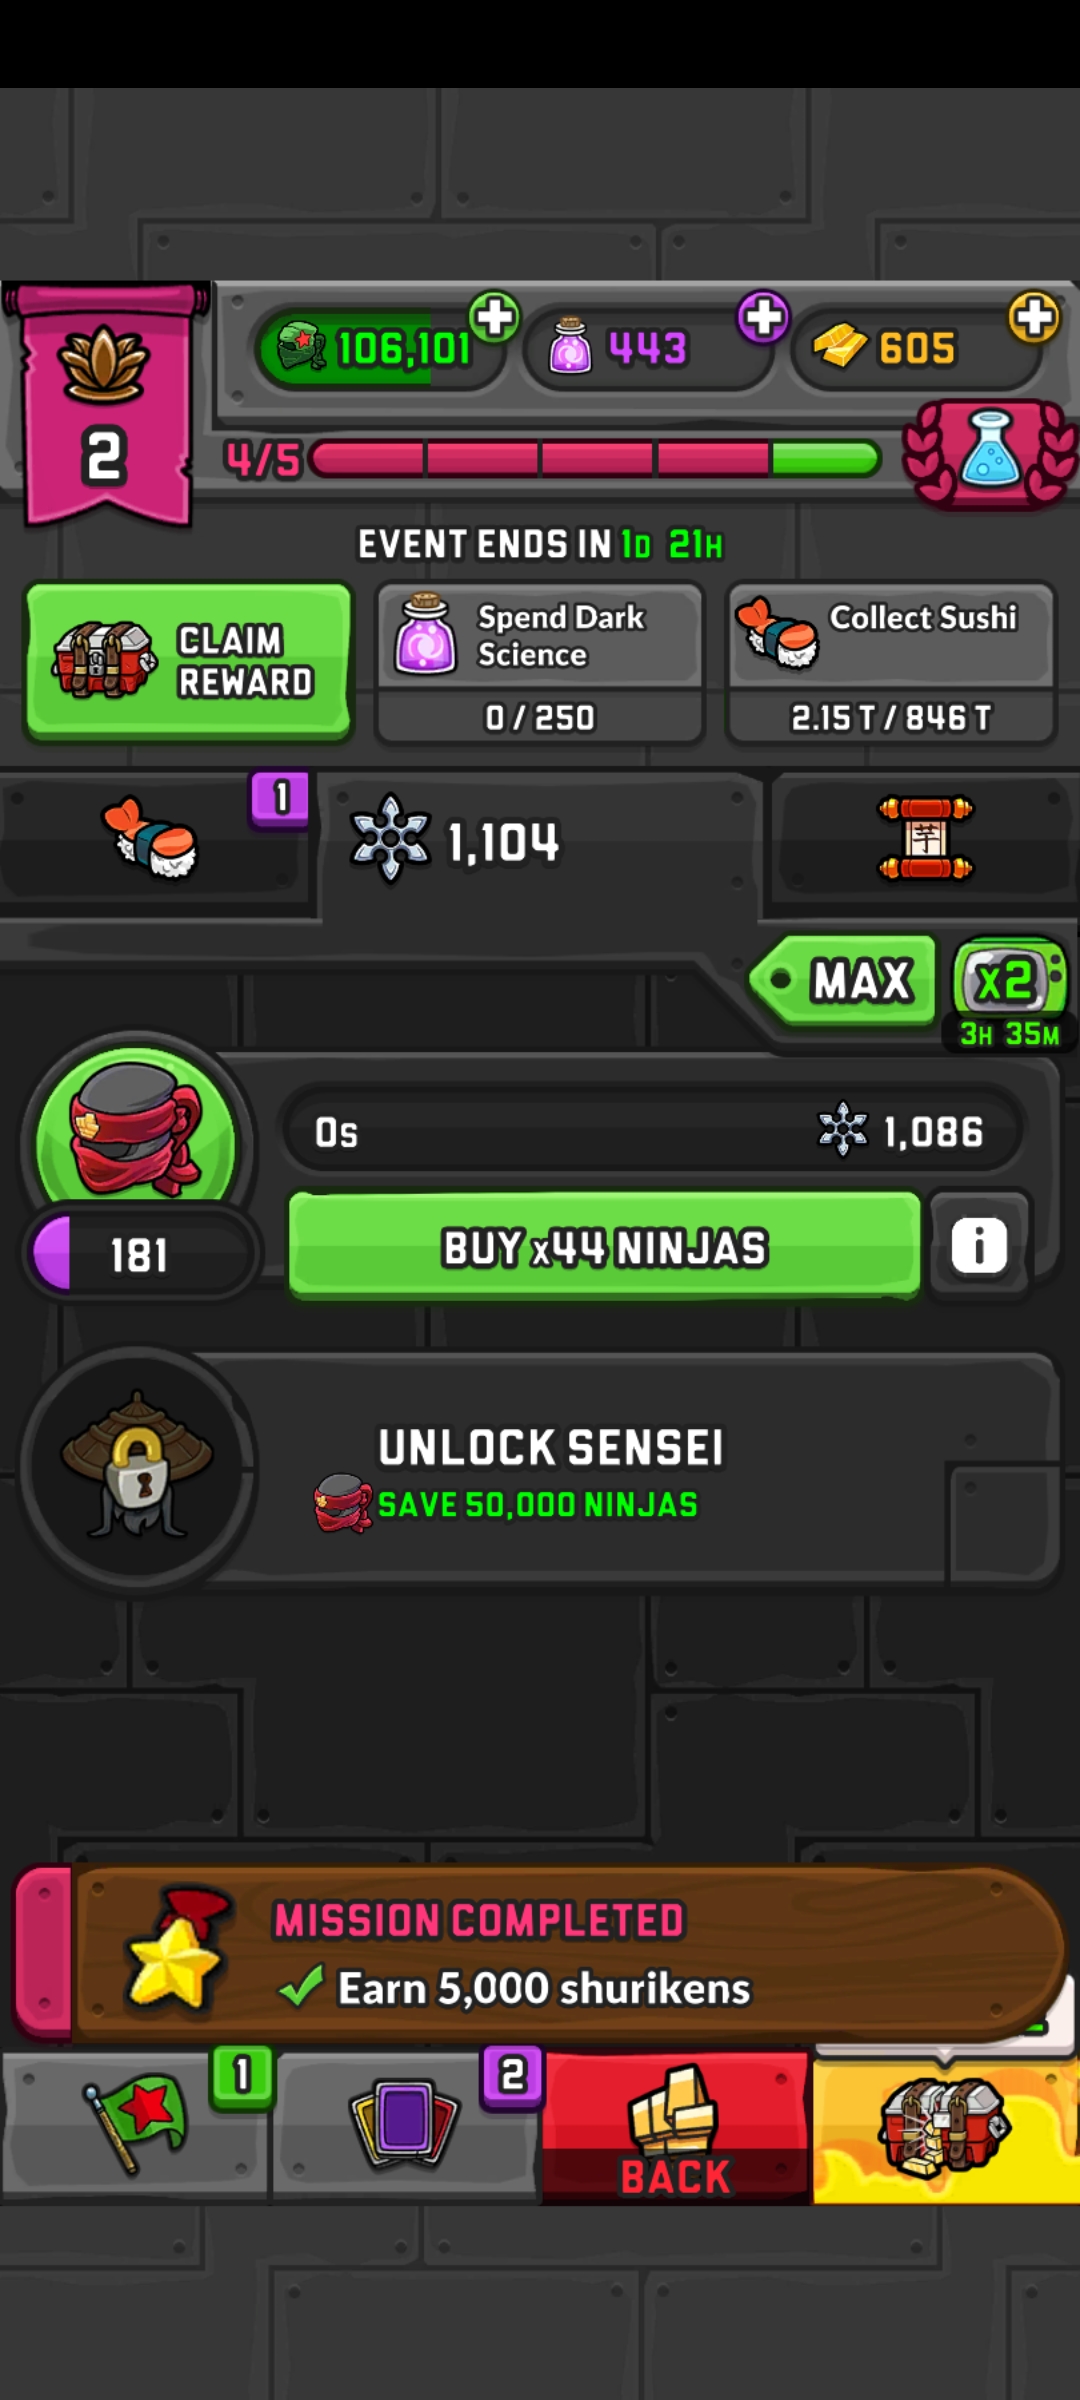 106,101
443
605
2
4/5
EVENT ENDS IN 1D 21H
CLAIM
REWARD
Spend Dark
Science
0 / 250
Collect Sushi
2.15 T / 846 T
1
1,104
芋
MAX
x2
3H 35M
0s
1,086
181
BUY x44 NINJAS
i
UNLOCK SENSEI
SAVE 50,000 NINJAS
MISSION COMPLETED
Earn 5,000 shurikens
1
2
BACK